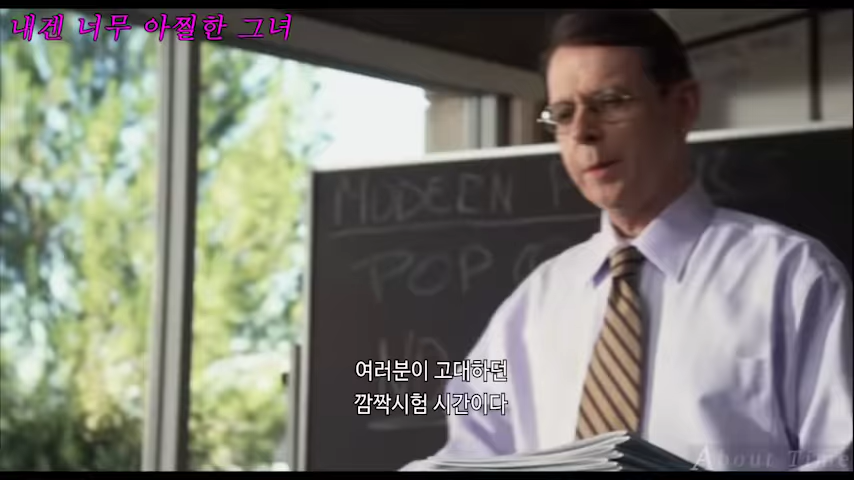 내겐 너무 아찔한 그녀
MODERN
POP
여러분이 고대하던
깜짝시험 시간이다
About Time